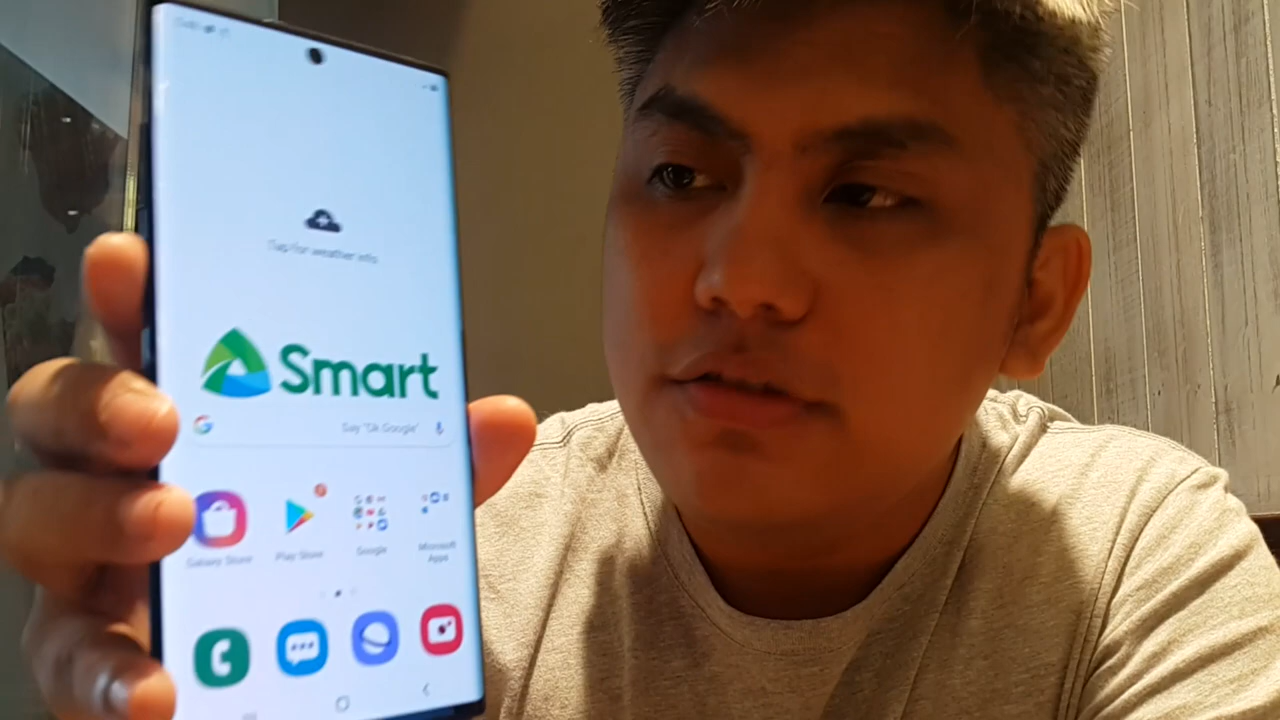 Tap for weather info
Smart
Say "Ok Google"
Galaxy Store
Play Store
Google
Microsoft
Apps